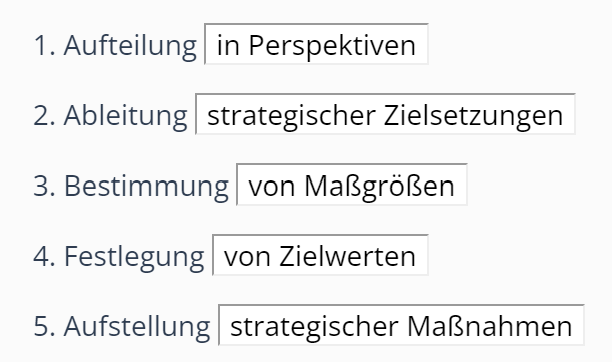 1. Aufteilung in Perspektiven
2. Ableitung strategischer Zielsetzungen
3. Bestimmung von Maßgrößen
4. Festlegung von Zielwerten
5. Aufstellung strategischer Maßnahmen